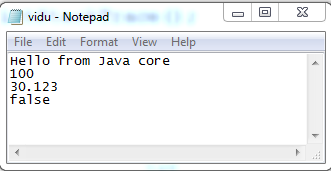 vidu - Notepad
File Edit Format View Help
Hello from Java core
100
30.123
false